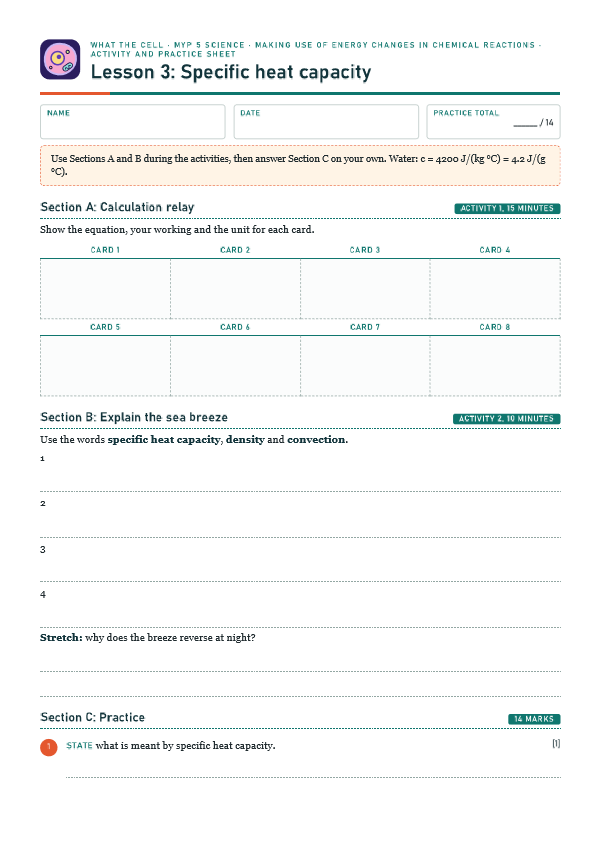 WHAT THE CELL · MYP 5 SCIENCE · MAKING USE OF ENERGY CHANGES IN CHEMICAL REACTIONS ·
ACTIVITY AND PRACTICE SHEET
Lesson 3: Specific heat capacity
NAME
DATE
PRACTICE TOTAL
_____ / 14
Use Sections A and B during the activities, then answer Section C on your own. Water: c = 4200 J/(kg °C) = 4.2 J/(g
°C).
Section A: Calculation relay
ACTIVITY 1, 15 MINUTES
Show the equation, your working and the unit for each card.
CARD 1 CARD 2 CARD 3 CARD 4
CARD 5 CARD 6 CARD 7 CARD 8
Section B: Explain the sea breeze
ACTIVITY 2, 10 MINUTES
Use the words specific heat capacity, density and convection.
1
2
3
4
Stretch: why does the breeze reverse at night?
Section C: Practice
14 MARKS
1 STATE what is meant by specific heat capacity. [1]